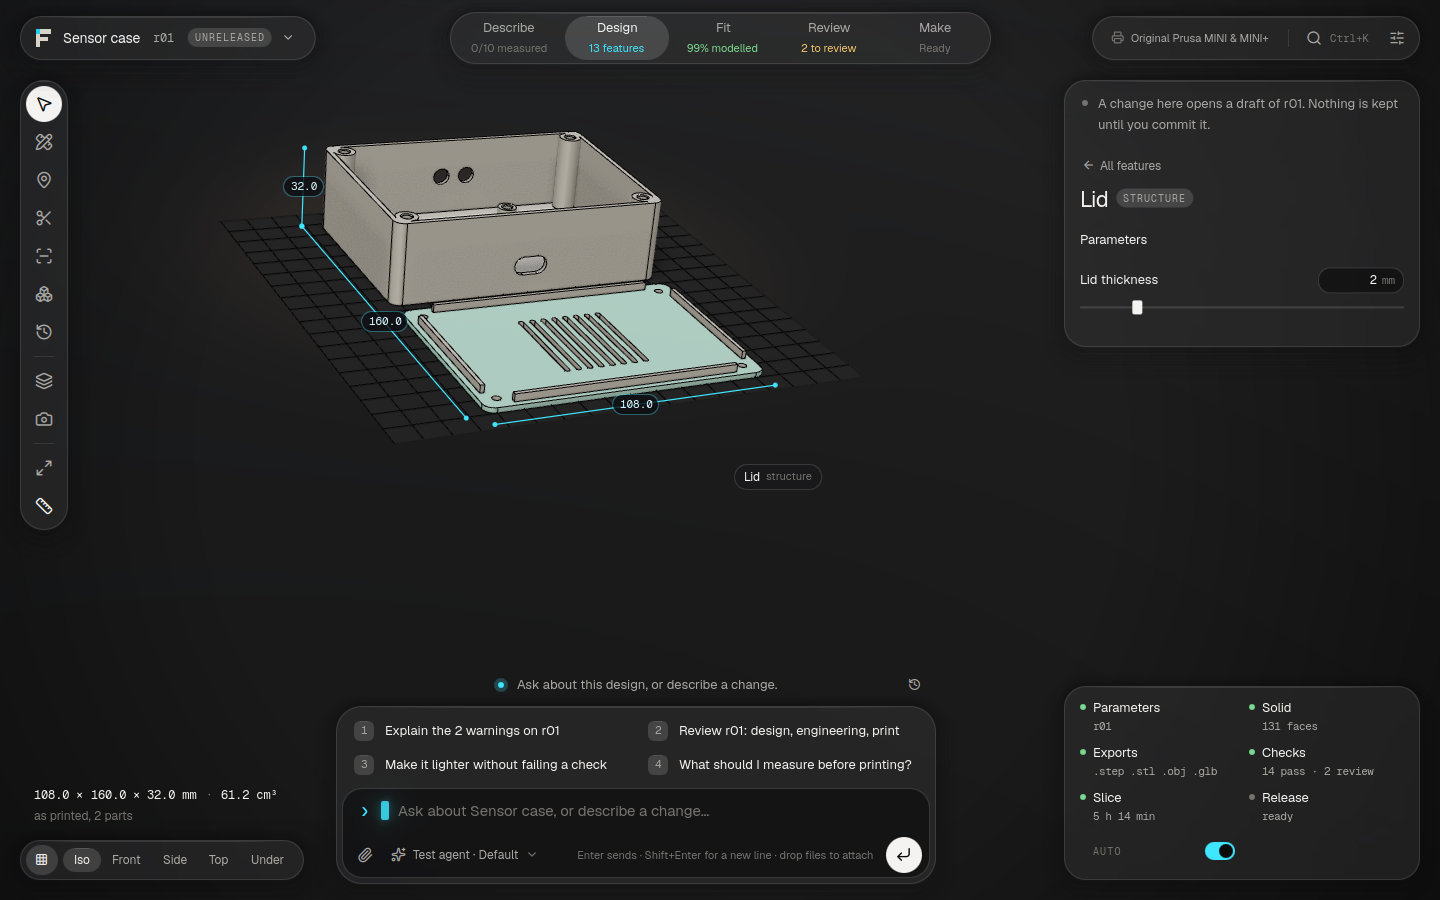 Sensor case r01 UNRELEASED
Describe
0/10 measured
Design
13 features
Fit
99% modelled
Review
2 to review
Make
Ready
Original Prusa MINI & MINI+
Ctrl+K
A change here opens a draft of r01. Nothing is kept
until you commit it.
All features
Lid STRUCTURE
Parameters
Lid thickness 2 mm
32.0
160.0
108.0
Lid structure
Ask about this design, or describe a change.
1 Explain the 2 warnings on r01
2 Review r01: design, engineering, print
3 Make it lighter without failing a check
4 What should I measure before printing?
Ask about Sensor case, or describe a change...
Test agent · Default
Enter sends · Shift+Enter for a new line · drop files to attach
108.0 × 160.0 × 32.0 mm · 61.2 cm³
as printed, 2 parts
Iso Front Side Top Under
Parameters
r01
Solid
131 faces
Exports
.step .stl .obj .glb
Checks
14 pass · 2 review
Slice
5 h 14 min
Release
ready
AUTO